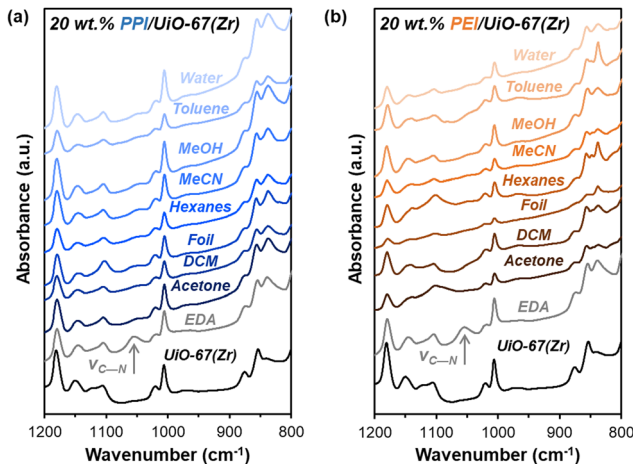 (a) 20 wt.% PPI/UiO-67(Zr)
Water
Toluene
MeOH
MeCN
Hexanes
Foil
DCM
Acetone
EDA
νC—N
UiO-67(Zr)
Absorbance (a.u.)
1200 1100 1000 900 800
Wavenumber (cm-1)
(b) 20 wt.% PEI/UiO-67(Zr)
Water
Toluene
MeOH
MeCN
Hexanes
Foil
DCM
Acetone
EDA
νC—N
UiO-67(Zr)
Absorbance (a.u.)
1200 1100 1000 900 800
Wavenumber (cm-1)